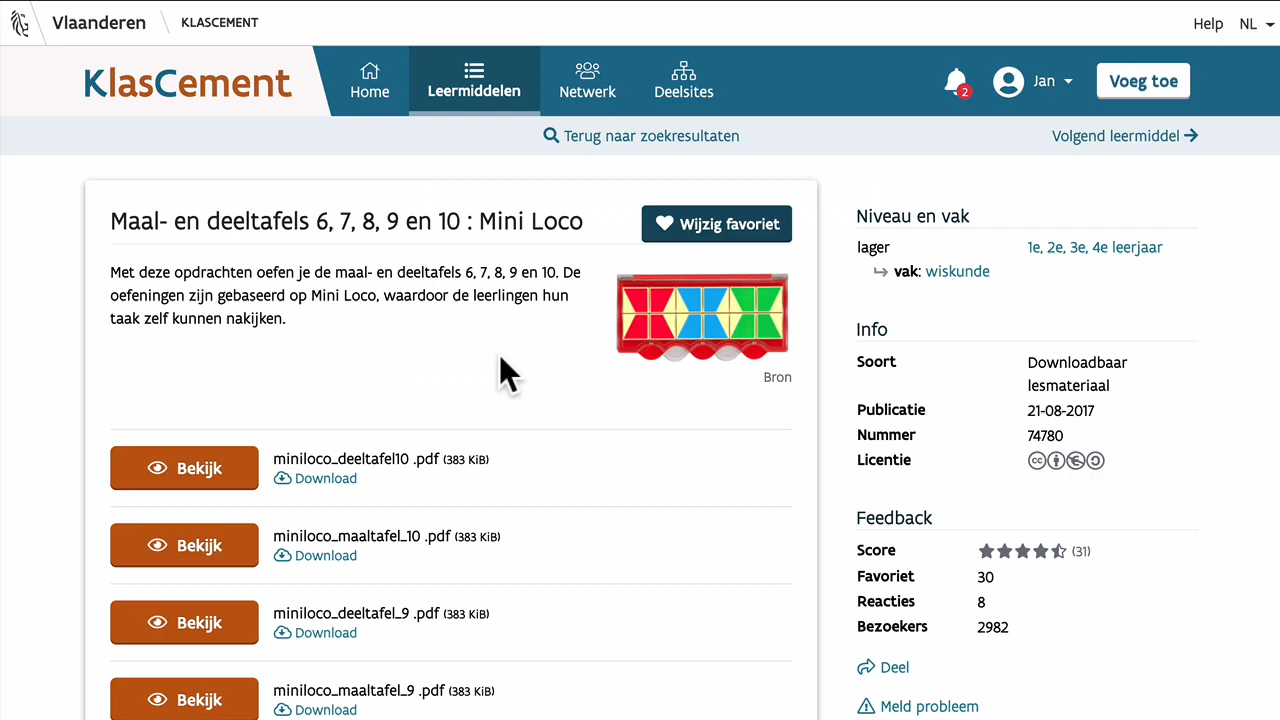 Vlaanderen
KLASCEMENT
Help
NL
KlasCement
Home
Leermiddelen
Netwerk
Deelsites
2
Jan
Voeg toe
Terug naar zoekresultaten
Volgend leermiddel
Maal- en deeltafels 6, 7, 8, 9 en 10 : Mini Loco
Wijzig favoriet
Met deze opdrachten oefen je de maal- en deeltafels 6, 7, 8, 9 en 10. De
oefeningen zijn gebaseerd op Mini Loco, waardoor de leerlingen hun
taak zelf kunnen nakijken.
Bron
Bekijk
miniloco_deeltafel10 .pdf (383 KiB)
Download
Bekijk
miniloco_maaltafel_10 .pdf (383 KiB)
Download
Bekijk
miniloco_deeltafel_9 .pdf (383 KiB)
Download
Bekijk
miniloco_maaltafel_9 .pdf (383 KiB)
Download
Niveau en vak
lager 1e, 2e, 3e, 4e leerjaar
vak: wiskunde
Info
Soort Downloadbaar
lesmateriaal
Publicatie 21-08-2017
Nummer 74780
Licentie
Feedback
Score (31)
Favoriet 30
Reacties 8
Bezoekers 2982
Deel
Meld probleem